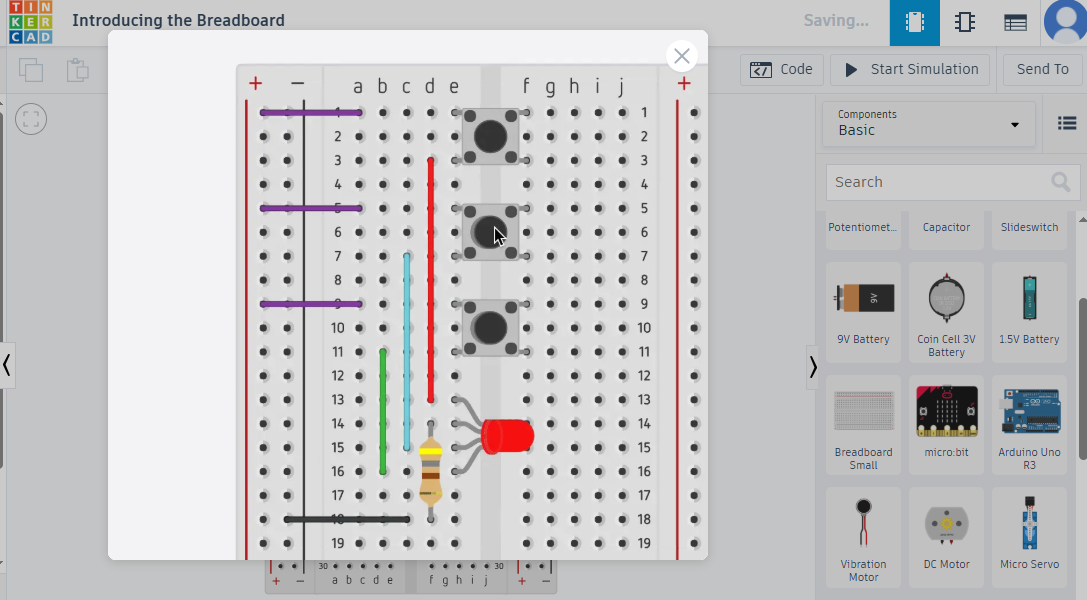 TIN
KER
CAD
Introducing the Breadboard
Saving...
Code
Start Simulation
Send To
Components
Basic
Search
Potentiomet...
Capacitor
Slideswitch
9V
9V Battery
Coin Cell 3V
Battery
1.5V Battery
Breadboard
Small
micro:bit
Arduino Uno
R3
Vibration
Motor
DC Motor
Micro Servo
+ − a b c d e f g h i j +
1 1
2 2
3 3
4 4
5 5
6 6
7 7
8 8
9 9
10 10
11 11
12 12
13 13
14 14
15 15
16 16
17 17
18 18
19 19
30 30
+ − a b c d e f g h i j + −